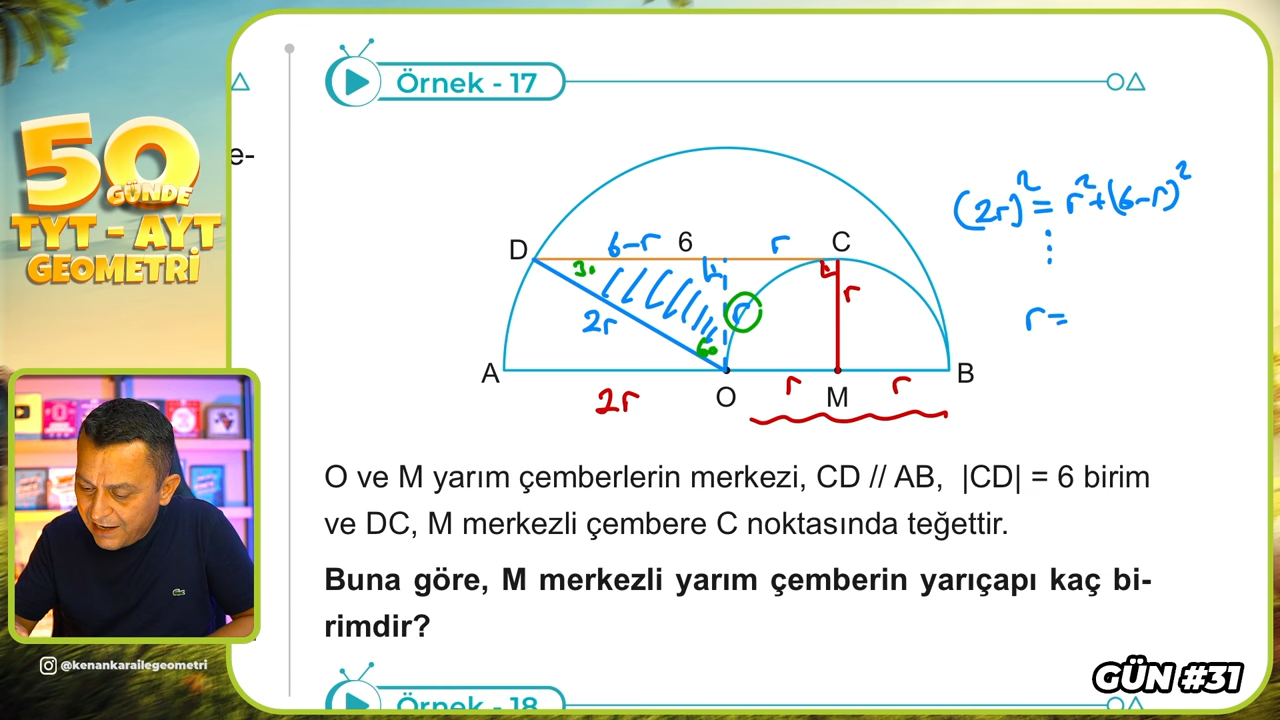 50
GÜNDE
TYT - AYT
GEOMETRİ
e-
Örnek - 17
D
6-r
6
r
C
30
2r
60
r
r
A
2r
O
r
M
r
B
(2r)² = r² + (6-r)²
r =
O ve M yarım çemberlerin merkezi, CD // AB, |CD| = 6 birim
ve DC, M merkezli çembere C noktasında teğettir.
Buna göre, M merkezli yarım çemberin yarıçapı kaç bi-
rimdir?
Örnek - 18
@kenankarailegeometri
GÜN #31